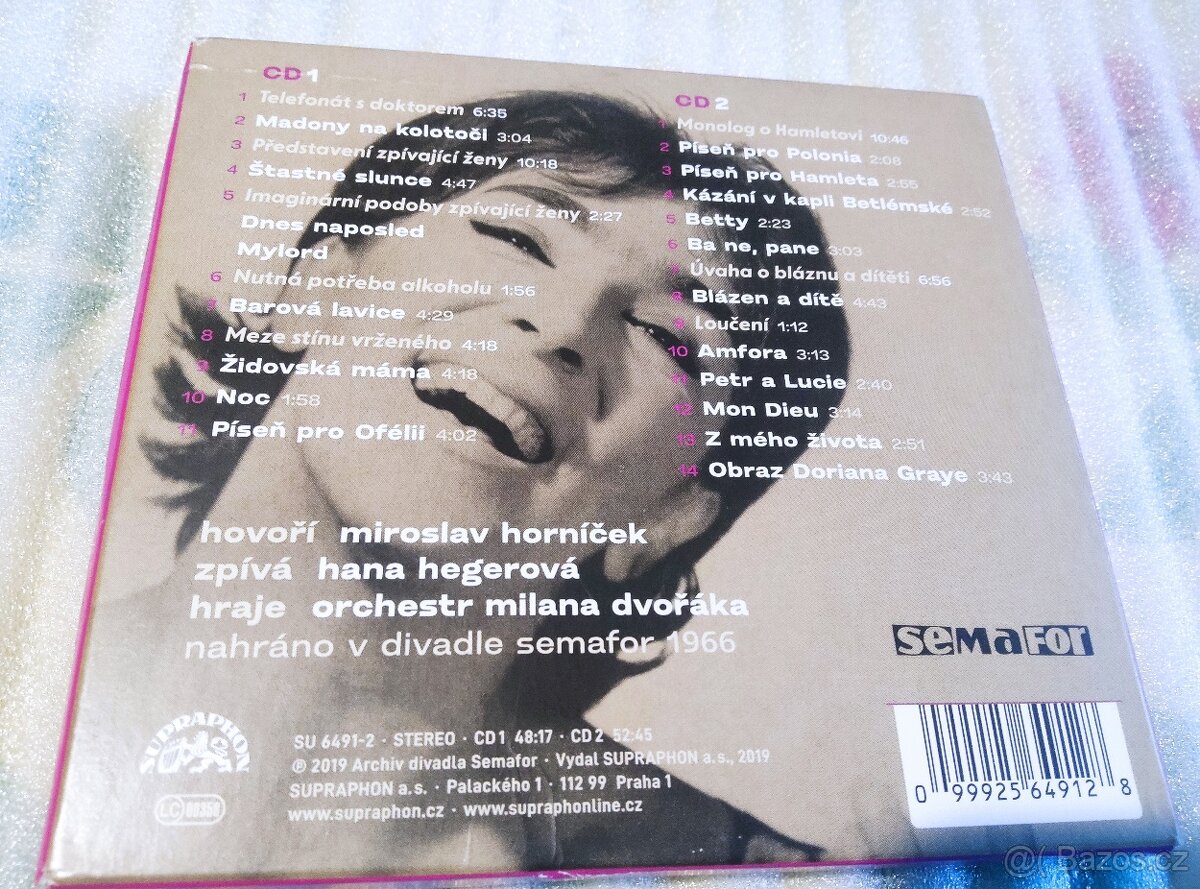 CD 1
1 Telefonát s doktorem 6:35
2 Madony na kolotoči 3:04
3 Představení zpívající ženy 10:18
4 Šťastné slunce 4:47
5 Imaginární podoby zpívající ženy 2:27
Dnes naposled
Mylord
6 Nutná potřeba alkoholu 1:56
7 Barová lavice 4:29
8 Meze stínu vrženého 4:18
9 Židovská máma 4:18
10 Noc 1:58
11 Píseň pro Ofélii 4:02
CD 2
1 Monolog o Hamletovi 10:46
2 Píseň pro Polonia 2:08
3 Píseň pro Hamleta 2:55
4 Kázání v kapli Betlémské 2:52
5 Betty 2:23
6 Ba ne, pane 3:03
7 Úvaha o bláznu a dítěti 6:56
8 Blázen a dítě 4:43
9 Loučení 1:12
10 Amfora 3:13
11 Petr a Lucie 2:40
12 Mon Dieu 3:14
13 Z mého života 2:51
14 Obraz Doriana Graye 3:43
hovoří miroslav horníček
zpívá hana hegerová
hraje orchestr milana dvořáka
nahráno v divadle semafor 1966
semafor
SUPRAPHON
SU 6491-2 · STEREO · CD 1 48:17 · CD 2 52:45
℗ 2019 Archiv divadla Semafor · Vydal SUPRAPHON a.s., 2019
SUPRAPHON a.s. · Palackého 1 · 112 99 Praha 1
www.supraphon.cz · www.supraphonline.cz
LC 00358
0 99925 64912 8
@( Bazos.cz